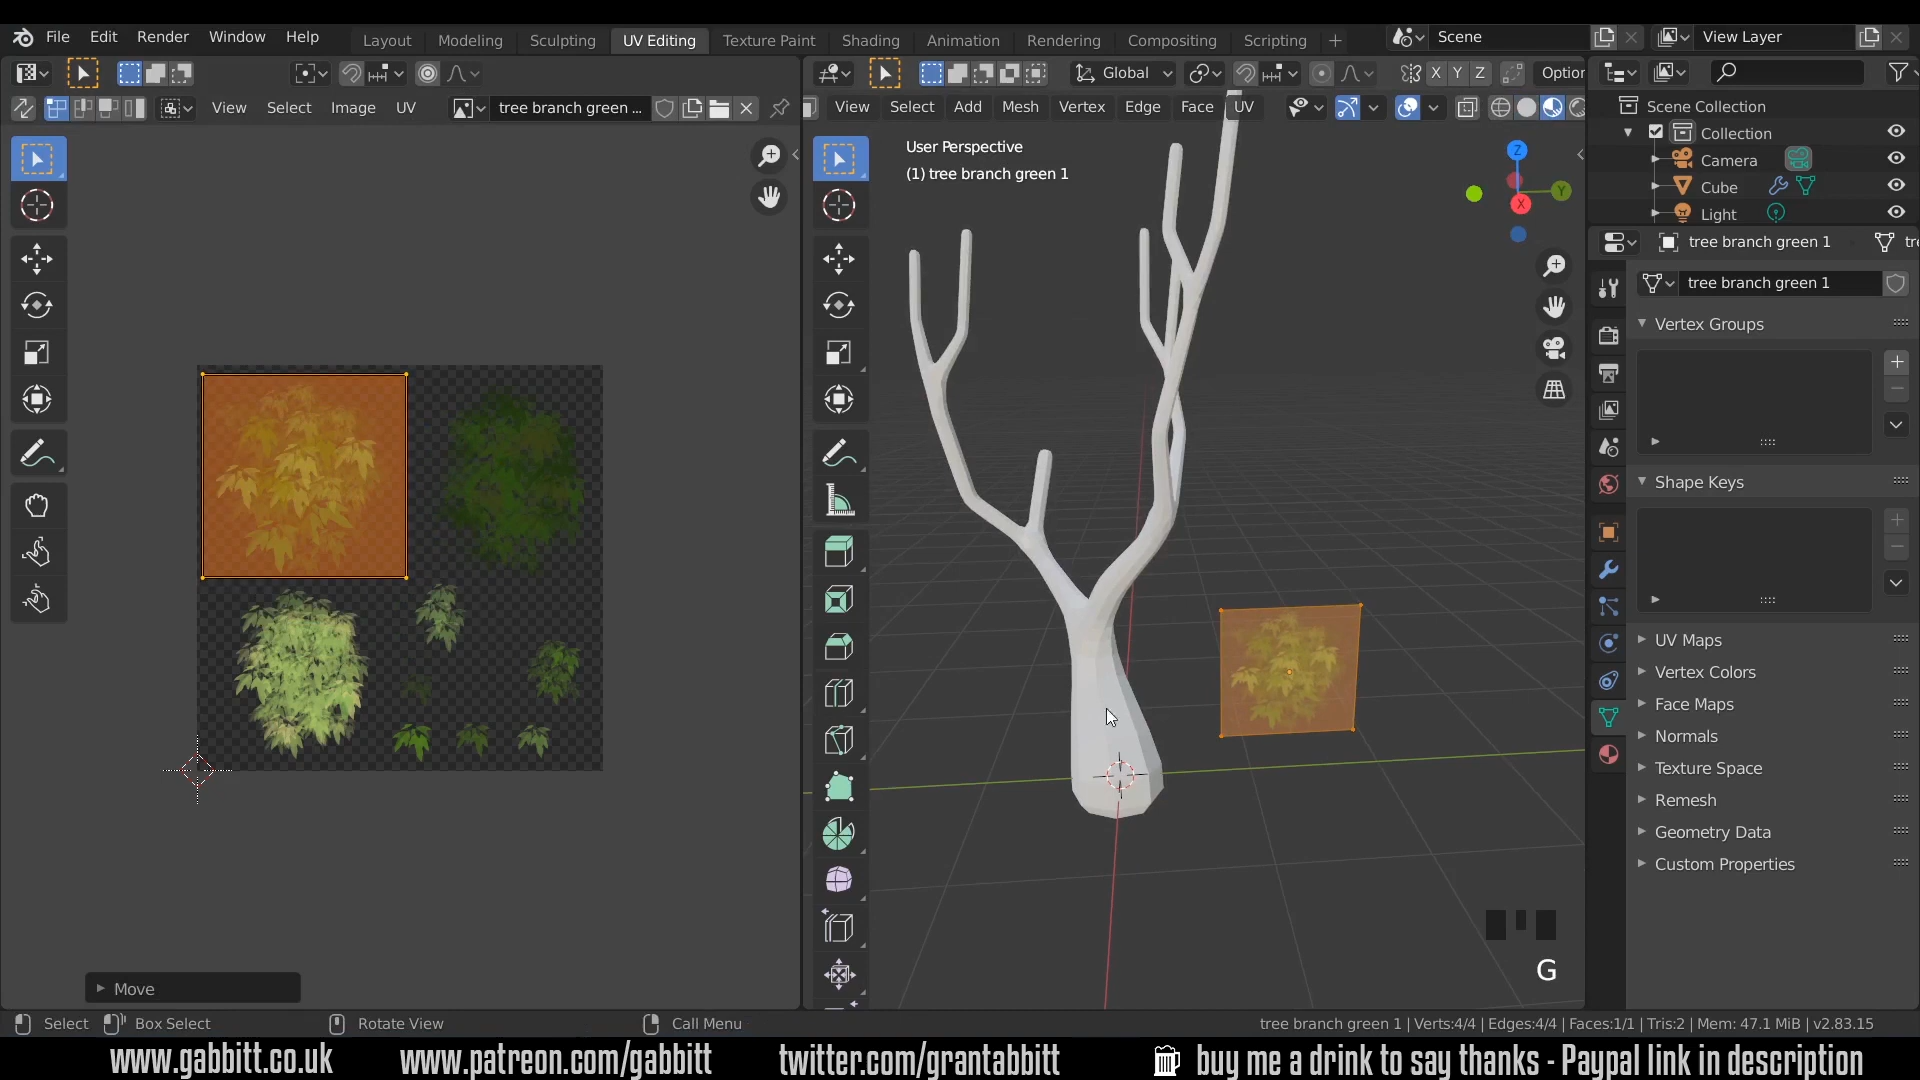 File Edit Render Window Help Layout Modeling Sculpting UV Editing Texture Paint Shading Animation Rendering Compositing Scripting + Scene View Layer
Global X Y Z Optior
View Select Image UV tree branch green ... View Select Add Mesh Vertex Edge Face UV
Scene Collection
Collection
Camera
Cube
Light
User Perspective
(1) tree branch green 1
Z
Y
X
tree branch green 1 tre
tree branch green 1
Vertex Groups
Shape Keys
UV Maps
Vertex Colors
Face Maps
Normals
Texture Space
Remesh
Geometry Data
Custom Properties
G
Move
Select Box Select Rotate View Call Menu tree branch green 1 | Verts:4/4 | Edges:4/4 | Faces:1/1 | Tris:2 | Mem: 47.1 MiB | v2.83.15
www.gabbitt.co.uk www.patreon.com/gabbitt twitter.com/grantabbitt buy me a drink to say thanks - Paypal link in description